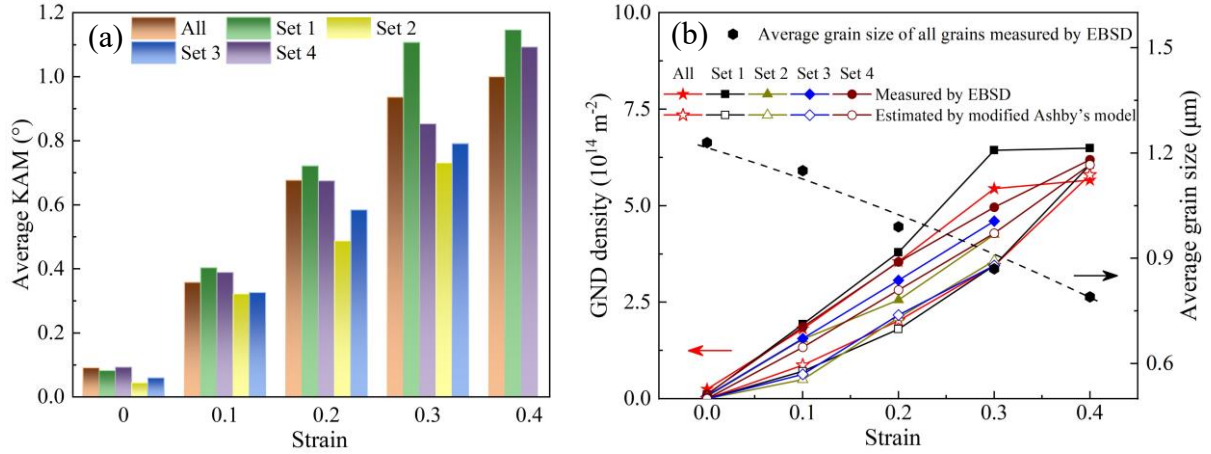 (a)
All
Set 1
Set 2
Set 3
Set 4
Average KAM (°)
1.2
1.0
0.8
0.6
0.4
0.2
0.0
0
0.1
0.2
0.3
0.4
Strain
(b)
Average grain size of all grains measured by EBSD
All Set 1 Set 2 Set 3 Set 4
Measured by EBSD
Estimated by modified Ashby's model
GND density (10¹⁴ m⁻²)
10.0
7.5
5.0
2.5
0.0
0.0
0.1
0.2
0.3
0.4
Strain
1.5
1.2
0.9
0.6
Average grain size (μm)